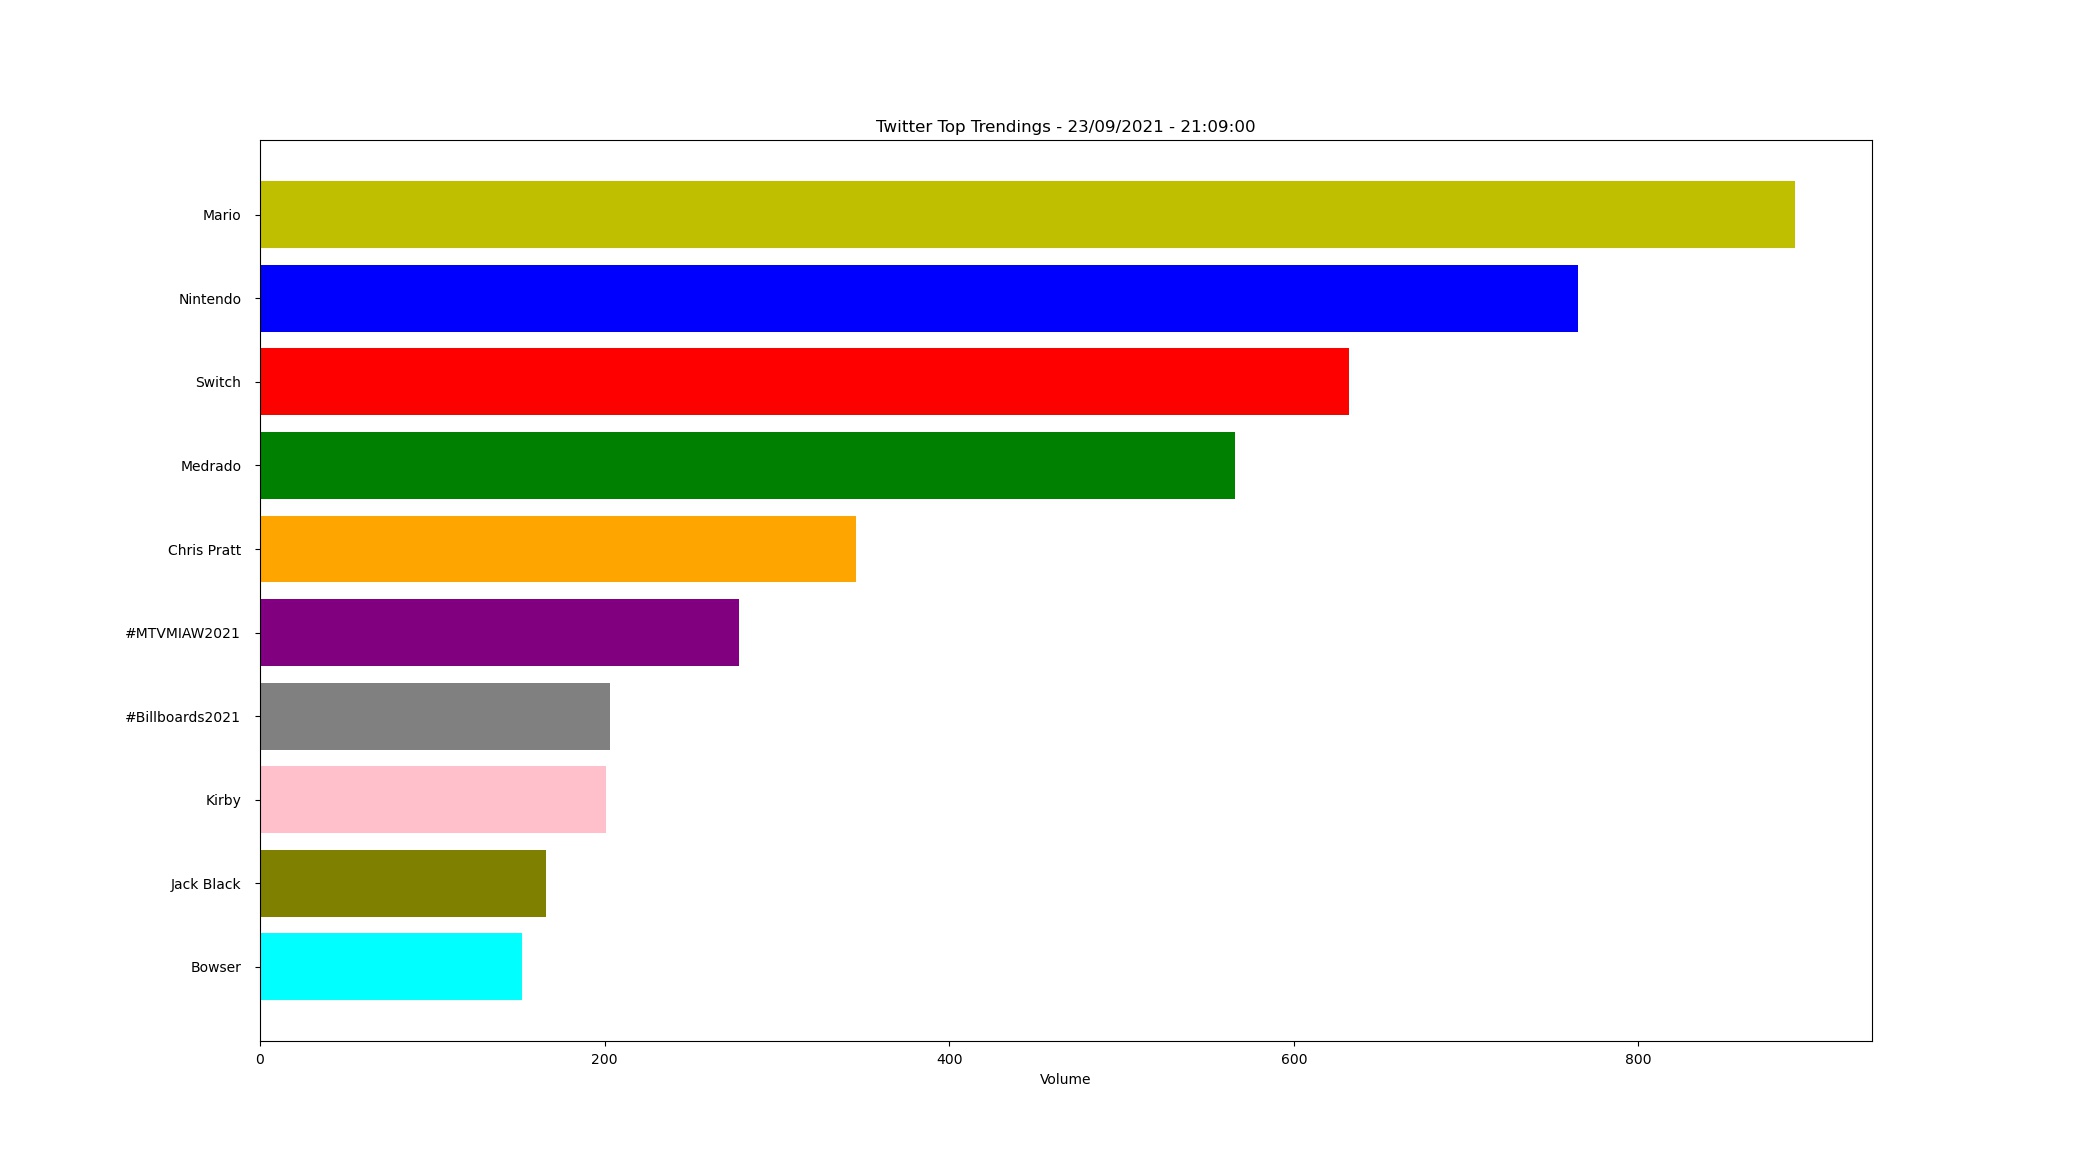 Twitter Top Trendings - 23/09/2021 - 21:09:00
Mario
Nintendo
Switch
Medrado
Chris Pratt
#MTVMIAW2021
#Billboards2021
Kirby
Jack Black
Bowser
0 200 400 600 800
Volume